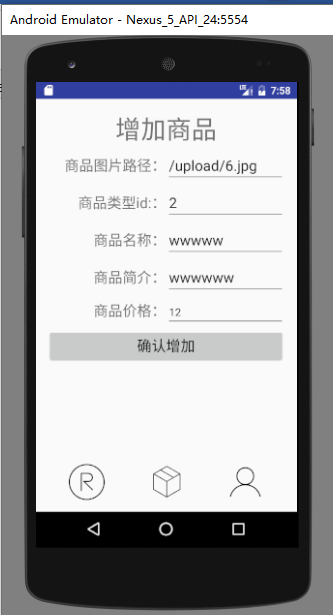 Android Emulator - Nexus_5_API_24:5554
LTE 7:58
增加商品
商品图片路径: /upload/6.jpg
商品类型id:: 2
商品名称: wwwww
商品简介: wwwwww
商品价格: 12
确认增加
R